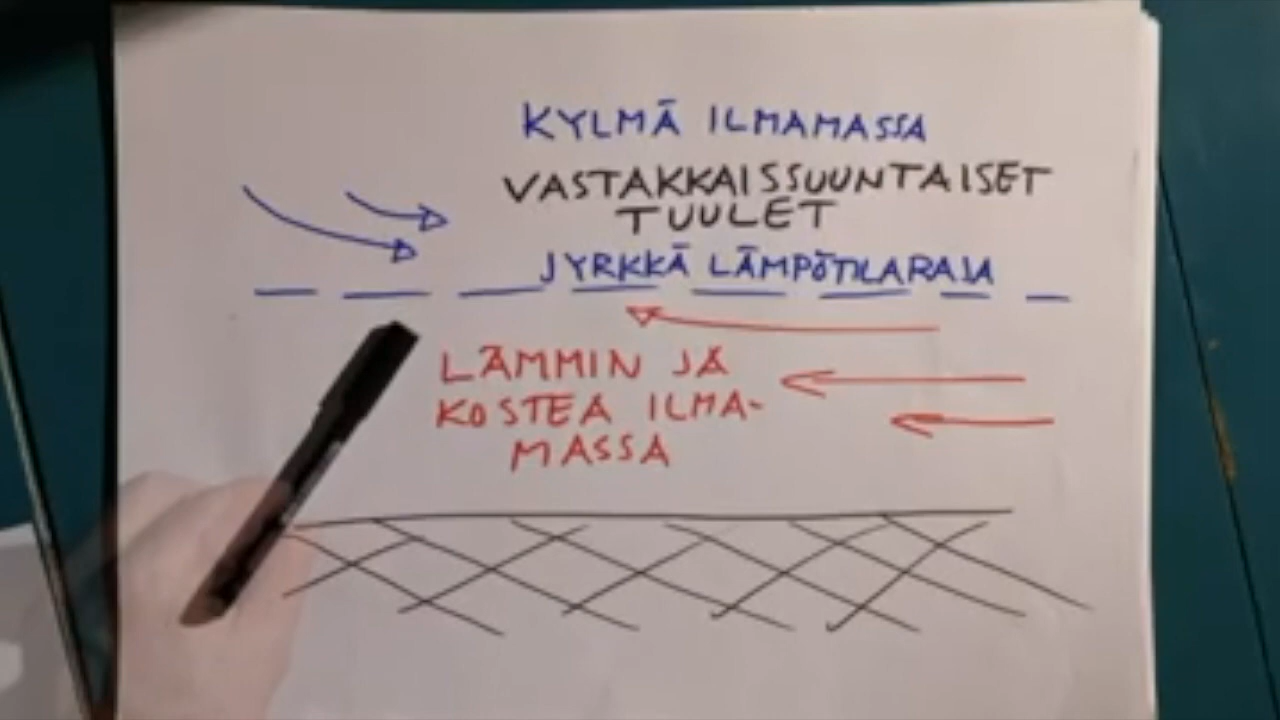 KYLMÄ ILMAMASSA
VASTAKKAISSUUNTAISET
TUULET
JYRKKÄ LÄMPÖTILARAJA
LÄMMIN JA
KOSTEA ILMA-
MASSA